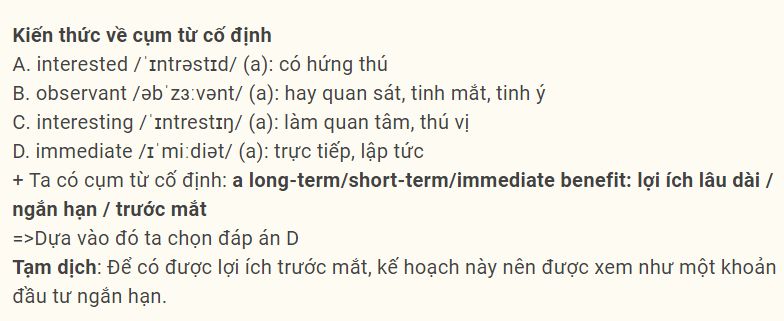 Kiến thức về cụm từ cố định
A. interested /ˈɪntrəstɪd/ (a): có hứng thú
B. observant /əbˈzɜːvənt/ (a): hay quan sát, tinh mắt, tinh ý
C. interesting /ˈɪntrestɪŋ/ (a): làm quan tâm, thú vị
D. immediate /ɪˈmiːdiət/ (a): trực tiếp, lập tức
+ Ta có cụm từ cố định: a long-term/short-term/immediate benefit: lợi ích lâu dài /
ngắn hạn / trước mắt
=>Dựa vào đó ta chọn đáp án D
Tạm dịch: Để có được lợi ích trước mắt, kế hoạch này nên được xem như một khoản
đầu tư ngắn hạn.